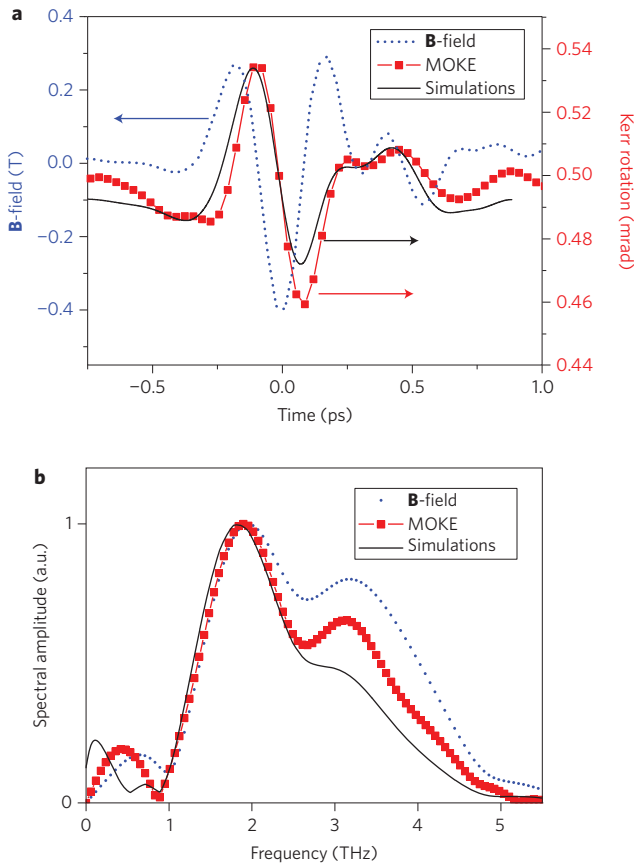 a
B-field
MOKE
Simulations
0.4
0.2
0.0
−0.2
−0.4
B-field (T)
0.54
0.52
0.50
0.48
0.46
0.44
Kerr rotation (mrad)
−0.5
0.0
0.5
1.0
Time (ps)
b
B-field
MOKE
Simulations
1
0
Spectral amplitude (a.u.)
0
1
2
3
4
5
Frequency (THz)